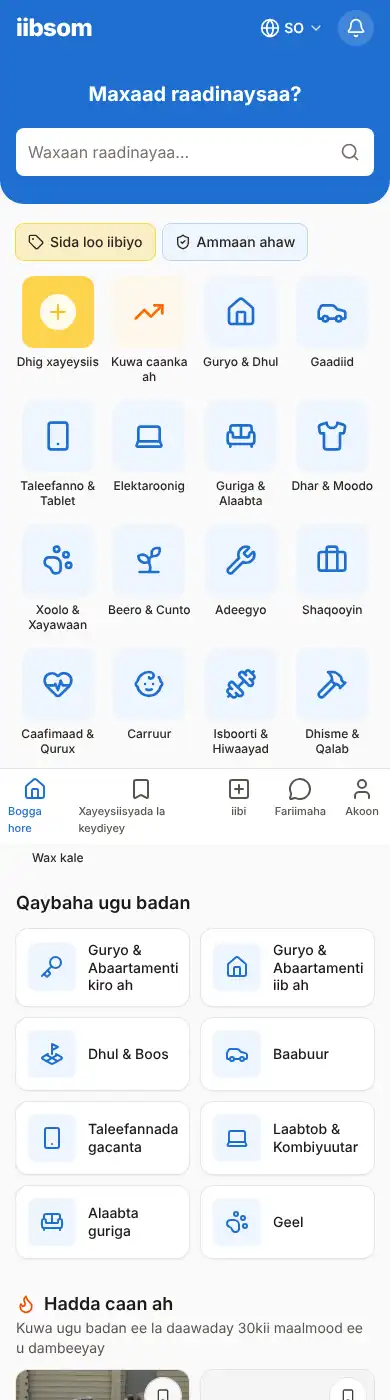 iibsom
SO
Maxaad raadinaysaa?
Waxaan raadinayaa...
Sida loo iibiyo
Ammaan ahaw
Dhig xayeysiis
Kuwa caanka
ah
Guryo & Dhul
Gaadiid
Taleefanno &
Tablet
Elektaroonig
Guriga &
Alaabta
Dhar & Moodo
Xoolo &
Xayawaan
Beero & Cunto
Adeegyo
Shaqooyin
Caafimaad &
Qurux
Carruur
Isboorti &
Hiwaayad
Dhisme &
Qalab
Bogga
hore
Xayeysiisyada la
keydiyey
iibi
Fariimaha
Akoon
Wax kale
Qaybaha ugu badan
Guryo &
Abaartamenti
kiro ah
Guryo &
Abaartamenti
iib ah
Dhul & Boos
Baabuur
Taleefannada
gacanta
Laabtob &
Kombiyuutar
Alaabta
guriga
Geel
Hadda caan ah
Kuwa ugu badan ee la daawaday 30kii maalmood ee
u dambeeyay